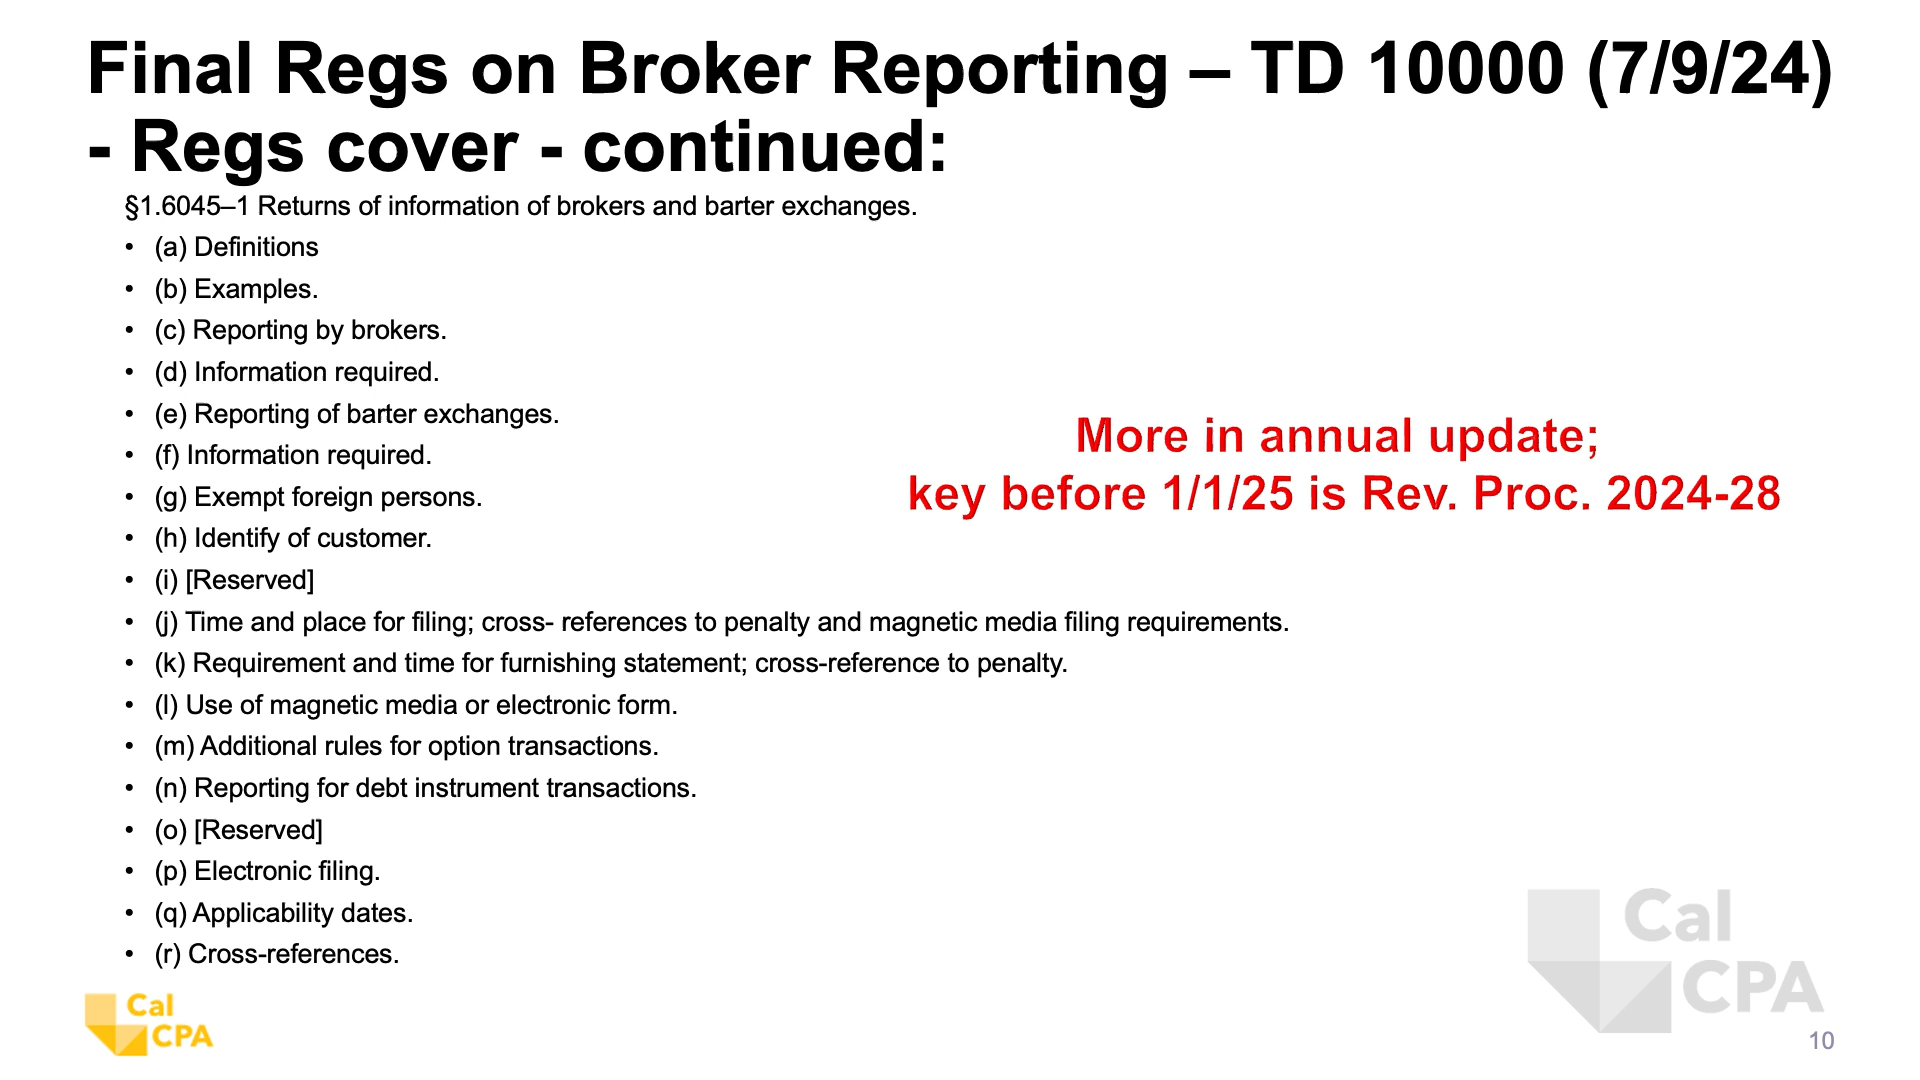 Final Regs on Broker Reporting – TD 10000 (7/9/24)
- Regs cover - continued:
§1.6045–1 Returns of information of brokers and barter exchanges.
• (a) Definitions
• (b) Examples.
• (c) Reporting by brokers.
• (d) Information required.
• (e) Reporting of barter exchanges.
• (f) Information required.
• (g) Exempt foreign persons.
• (h) Identify of customer.
• (i) [Reserved]
• (j) Time and place for filing; cross- references to penalty and magnetic media filing requirements.
• (k) Requirement and time for furnishing statement; cross-reference to penalty.
• (l) Use of magnetic media or electronic form.
• (m) Additional rules for option transactions.
• (n) Reporting for debt instrument transactions.
• (o) [Reserved]
• (p) Electronic filing.
• (q) Applicability dates.
• (r) Cross-references.
More in annual update;
key before 1/1/25 is Rev. Proc. 2024-28
Cal
CPA
Cal
CPA
10